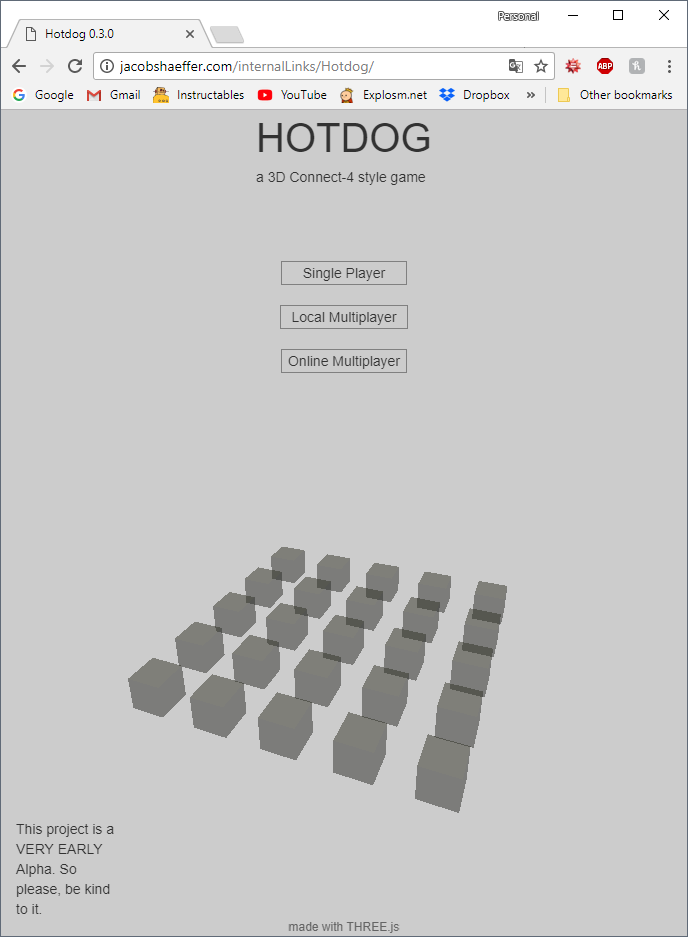 Personal
Hotdog 0.3.0
jacobshaeffer.com/internalLinks/Hotdog/
ABP
Google Gmail Instructables YouTube Explosm.net Dropbox » Other bookmarks
HOTDOG
a 3D Connect-4 style game
Single Player
Local Multiplayer
Online Multiplayer
This project is a
VERY EARLY
Alpha. So
please, be kind
to it.
made with THREE.js